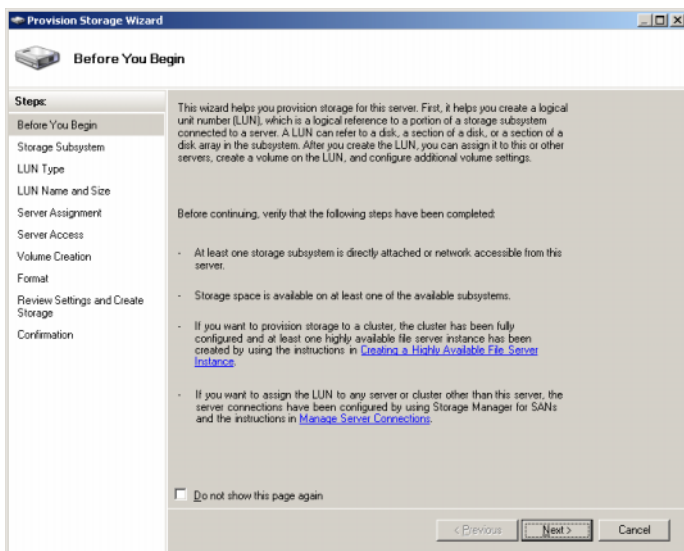 Provision Storage Wizard
Before You Begin
Steps:
Before You Begin
Storage Subsystem
LUN Type
LUN Name and Size
Server Assignment
Server Access
Volume Creation
Format
Review Settings and Create
Storage
Confirmation
This wizard helps you provision storage for this server. First, it helps you create a logical
unit number (LUN), which is a logical reference to a portion of a storage subsystem
connected to a server. A LUN can refer to a disk, a section of a disk, or a section of a
disk array in the subsystem. After you create the LUN, you can assign it to this or other
servers, create a volume on the LUN, and configure additional volume settings.
Before continuing, verify that the following steps have been completed:
- At least one storage subsystem is directly attached or network accessible from this
server.
- Storage space is available on at least one of the available subsystems.
- If you want to provision storage to a cluster, the cluster has been fully
configured and at least one highly available file server instance has been
created by using the instructions in Creating a Highly Available File Server
Instance.
- If you want to assign the LUN to any server or cluster other than this server, the
server connections have been configured by using Storage Manager for SANs
and the instructions in Manage Server Connections.
Do not show this page again
< Previous
Next >
Cancel